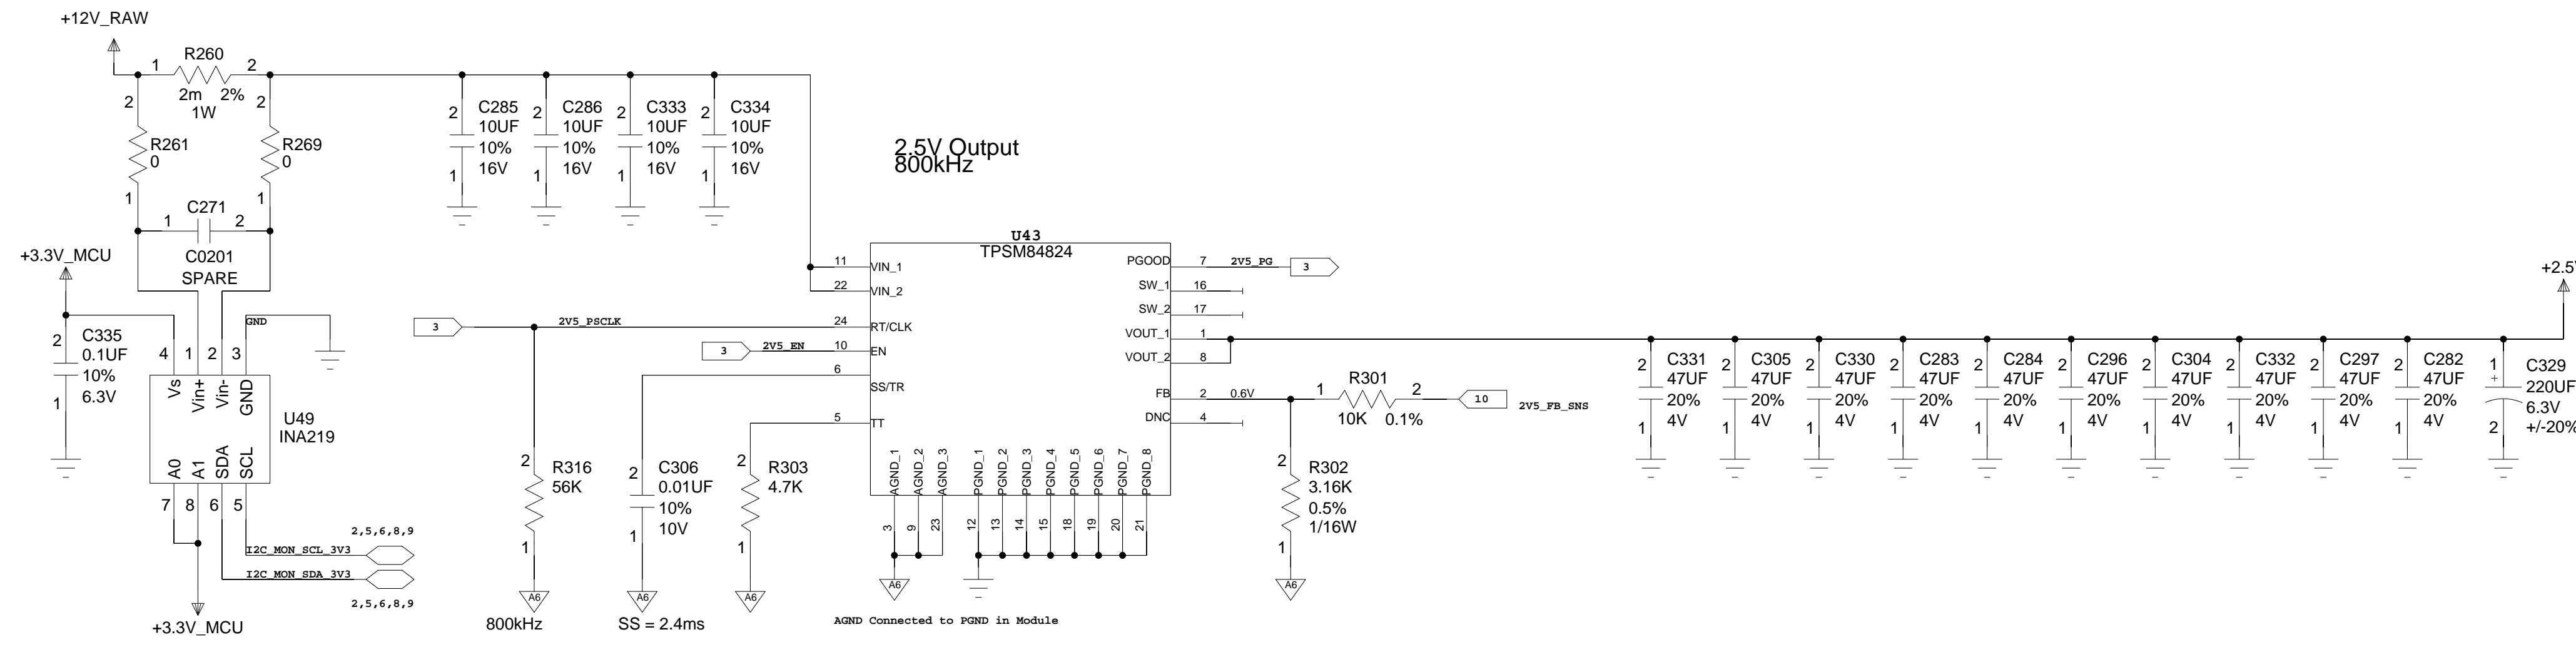 +12V_RAW
R260
1 2
2m 2%
1W
2 2
R261
0
R269
0
1 1
C271
1 2
C0201
SPARE
+3.3V_MCU
2 C335
0.1UF
10%
1 6.3V
GND
4 1 2 3
Vs Vin+ Vin- GND
U49
INA219
A0 A1 SDA SCL
7 8 6 5
2,5,6,8,9
I2C_MON_SCL_3V3
I2C_MON_SDA_3V3
2,5,6,8,9
+3.3V_MCU
2 C285
10UF
10%
1 16V
2 C286
10UF
10%
1 16V
2 C333
10UF
10%
1 16V
2 C334
10UF
10%
1 16V
2.5V Output
800kHz
U43
TPSM84824
11 VIN_1
22 VIN_2
3 2V5_PSCLK 24 RT/CLK
3 2V5_EN 10 EN
6 SS/TR
5 TT
PGOOD 7 2V5_PG 3
SW_1 16
SW_2 17
VOUT_1 1
VOUT_2 8
FB 2 0.6V
DNC 4
AGND_1 AGND_2 AGND_3 PGND_1 PGND_2 PGND_3 PGND_4 PGND_5 PGND_6 PGND_7 PGND_8
3 9 23 12 13 14 15 18 19 20 21
A6
AGND Connected to PGND in Module
2 R316
56K
1
A6
800kHz
2 C306
0.01UF
10%
1 10V
A6
SS = 2.4ms
2 R303
4.7K
1
A6
1 R301 2
10K 0.1%
10
2V5_FB_SNS
2 R302
3.16K
0.5%
1/16W
1
A6
2 C331
47UF
20%
1 4V
2 C305
47UF
20%
1 4V
2 C330
47UF
20%
1 4V
2 C283
47UF
20%
1 4V
2 C284
47UF
20%
1 4V
2 C296
47UF
20%
1 4V
2 C304
47UF
20%
1 4V
2 C332
47UF
20%
1 4V
2 C297
47UF
20%
1 4V
2 C282
47UF
20%
1 4V
1 C329
+ 220UF
6.3V
2 +/-20%